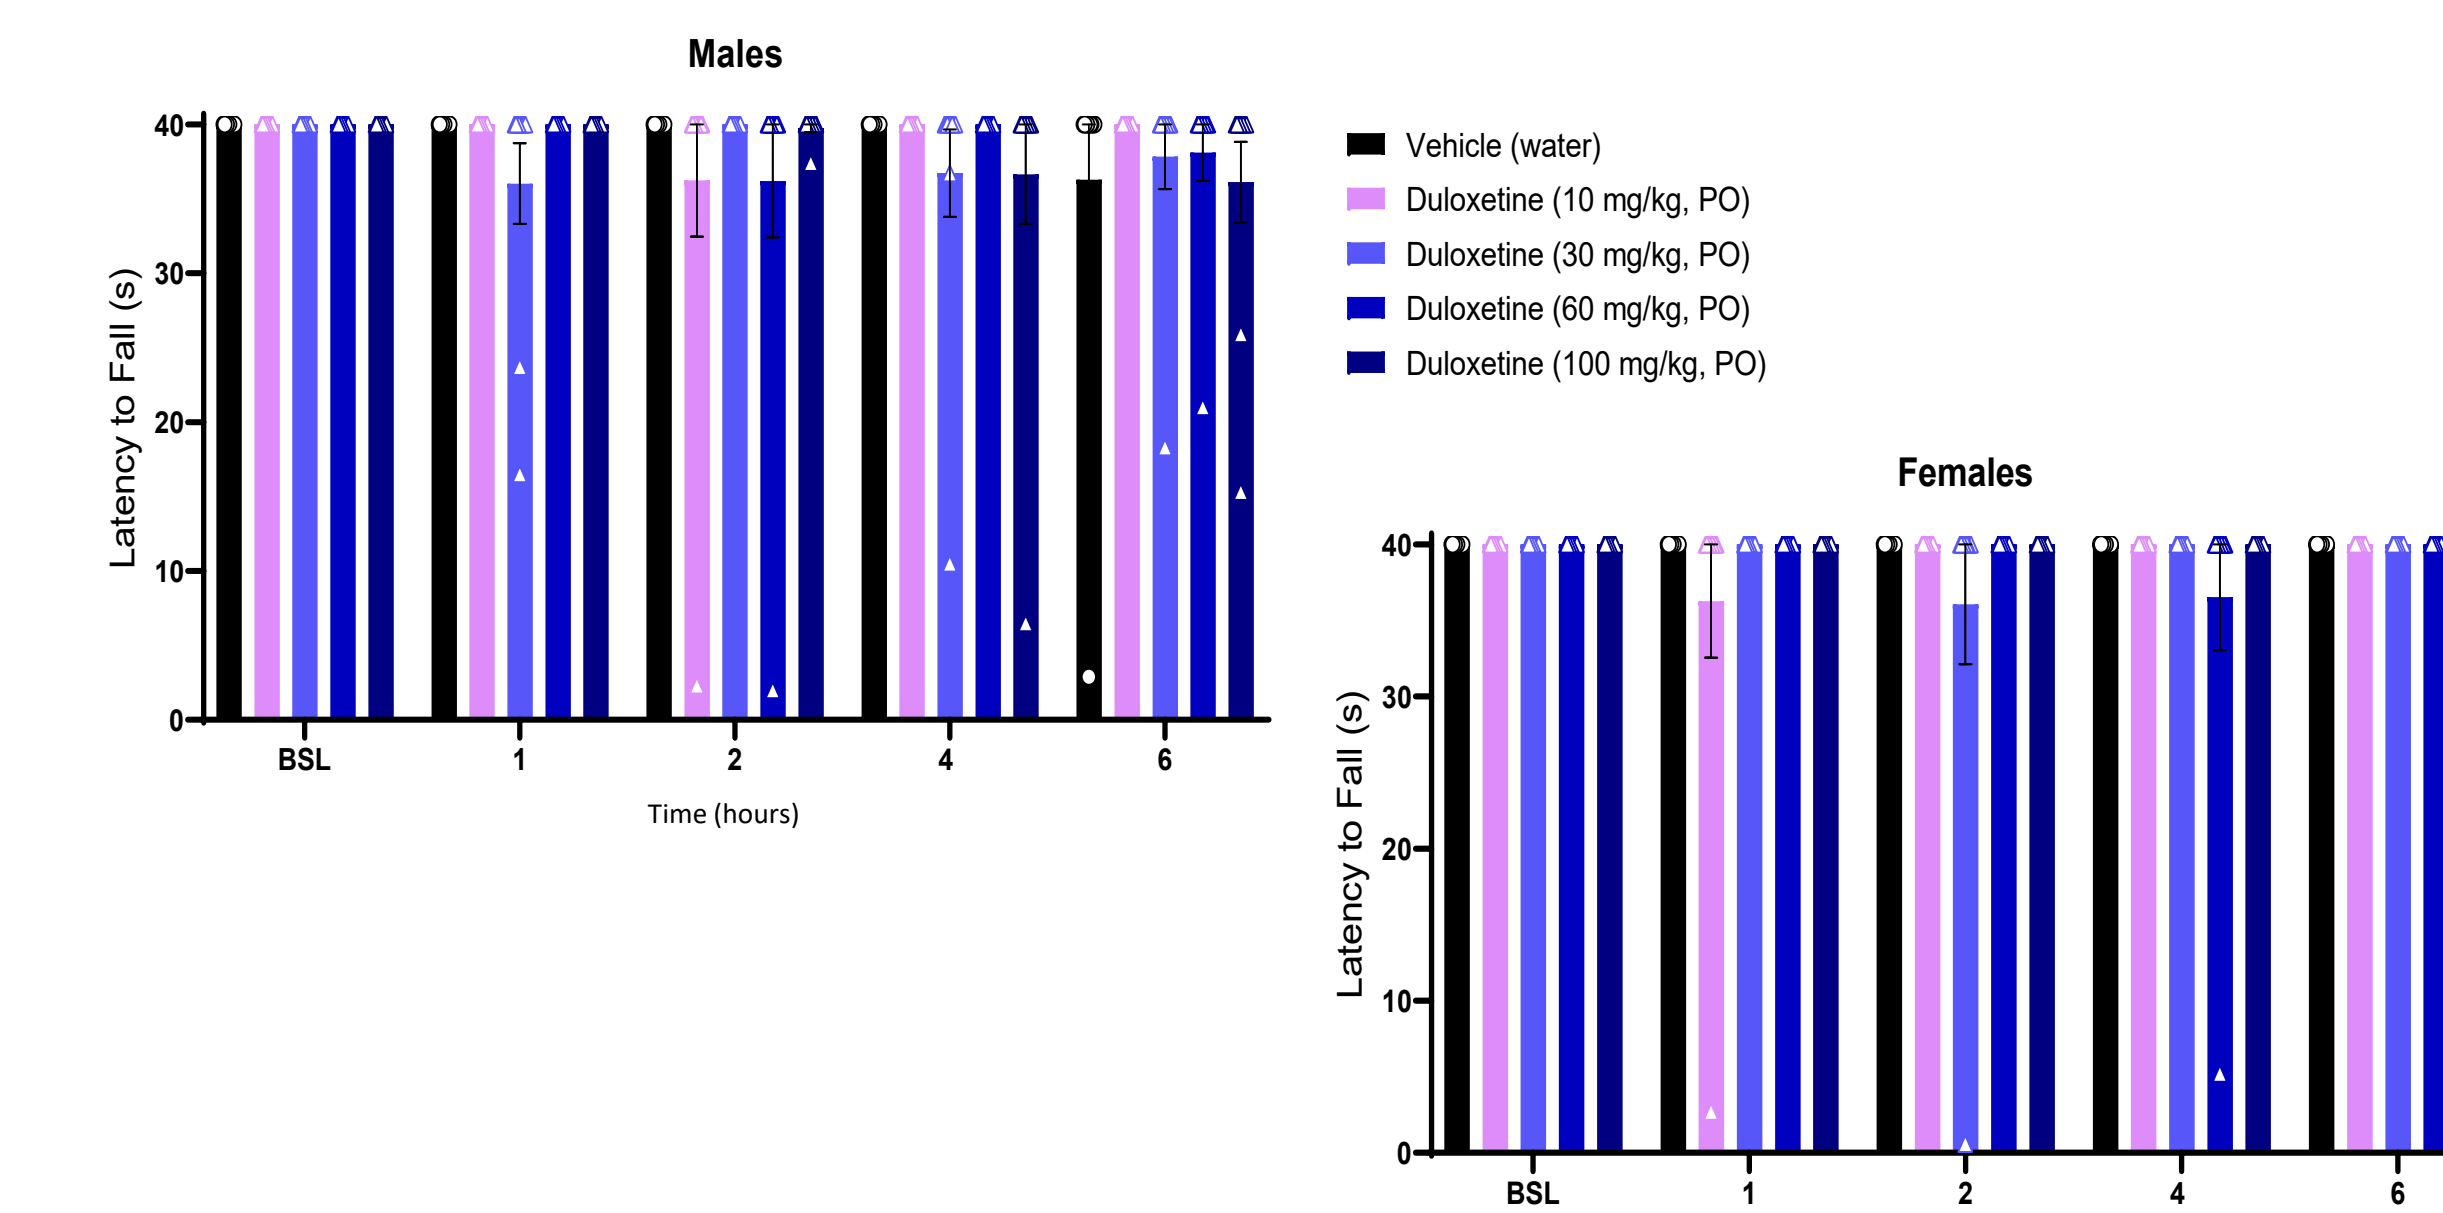 Males
40
30
20
10
0
Latency to Fall (s)
BSL 1 2 4 6
Time (hours)
Vehicle (water)
Duloxetine (10 mg/kg, PO)
Duloxetine (30 mg/kg, PO)
Duloxetine (60 mg/kg, PO)
Duloxetine (100 mg/kg, PO)
Females
40
30
20
10
0
Latency to Fall (s)
BSL 1 2 4 6